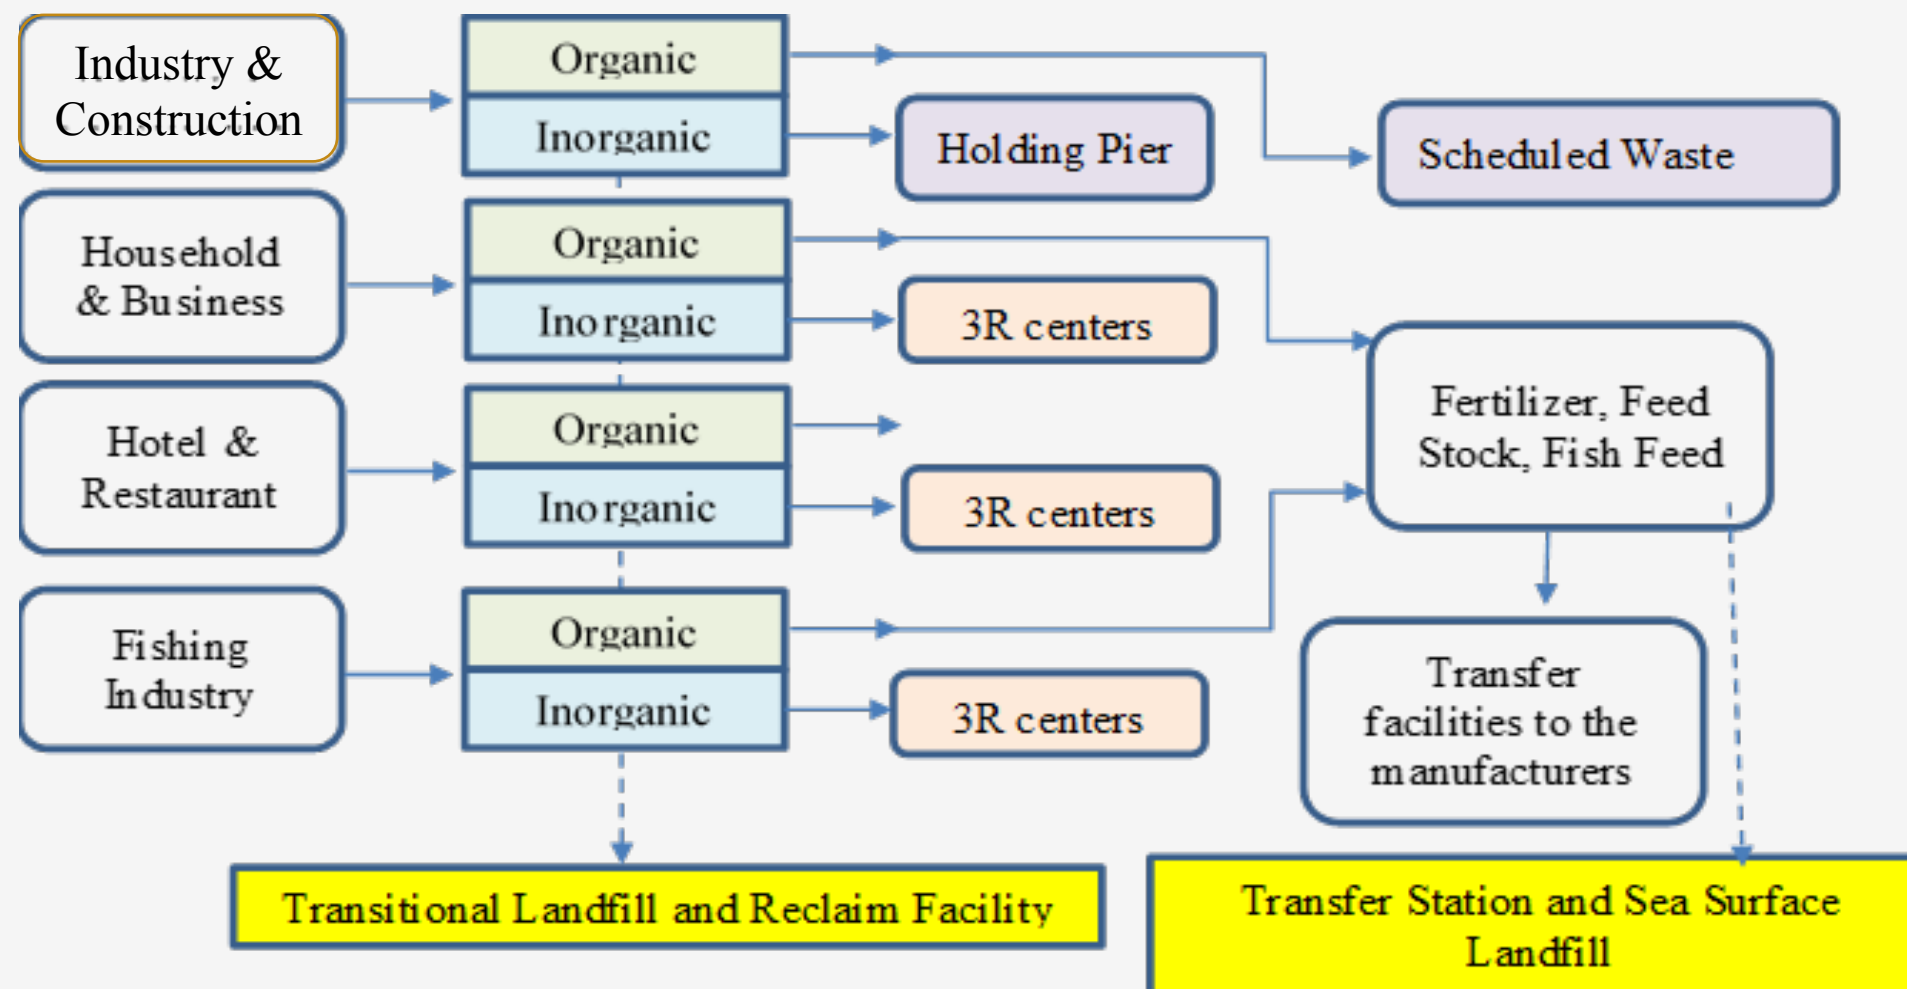 Industry &
Construction
Organic
Inorganic
Holding Pier
Scheduled Waste
Household
& Business
Organic
Inorganic
3R centers
Hotel &
Restaurant
Organic
Inorganic
3R centers
Fertilizer, Feed
Stock, Fish Feed
Fishing
Industry
Organic
Inorganic
3R centers
Transfer
facilities to the
manufacturers
Transitional Landfill and Reclaim Facility
Transfer Station and Sea Surface
Landfill